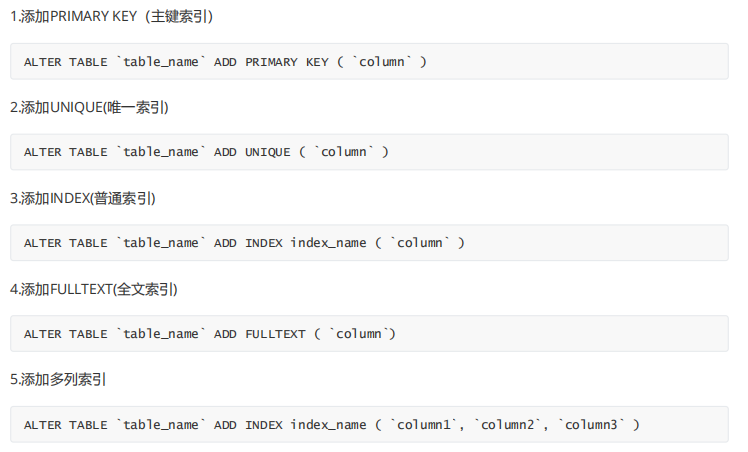 1.添加PRIMARY KEY（主键索引)
ALTER TABLE `table_name` ADD PRIMARY KEY ( `column` )
2.添加UNIQUE(唯一索引)
ALTER TABLE `table_name` ADD UNIQUE ( `column` )
3.添加INDEX(普通索引)
ALTER TABLE `table_name` ADD INDEX index_name ( `column` )
4.添加FULLTEXT(全文索引)
ALTER TABLE `table_name` ADD FULLTEXT ( `column`)
5.添加多列索引
ALTER TABLE `table_name` ADD INDEX index_name ( `column1`, `column2`, `column3` )